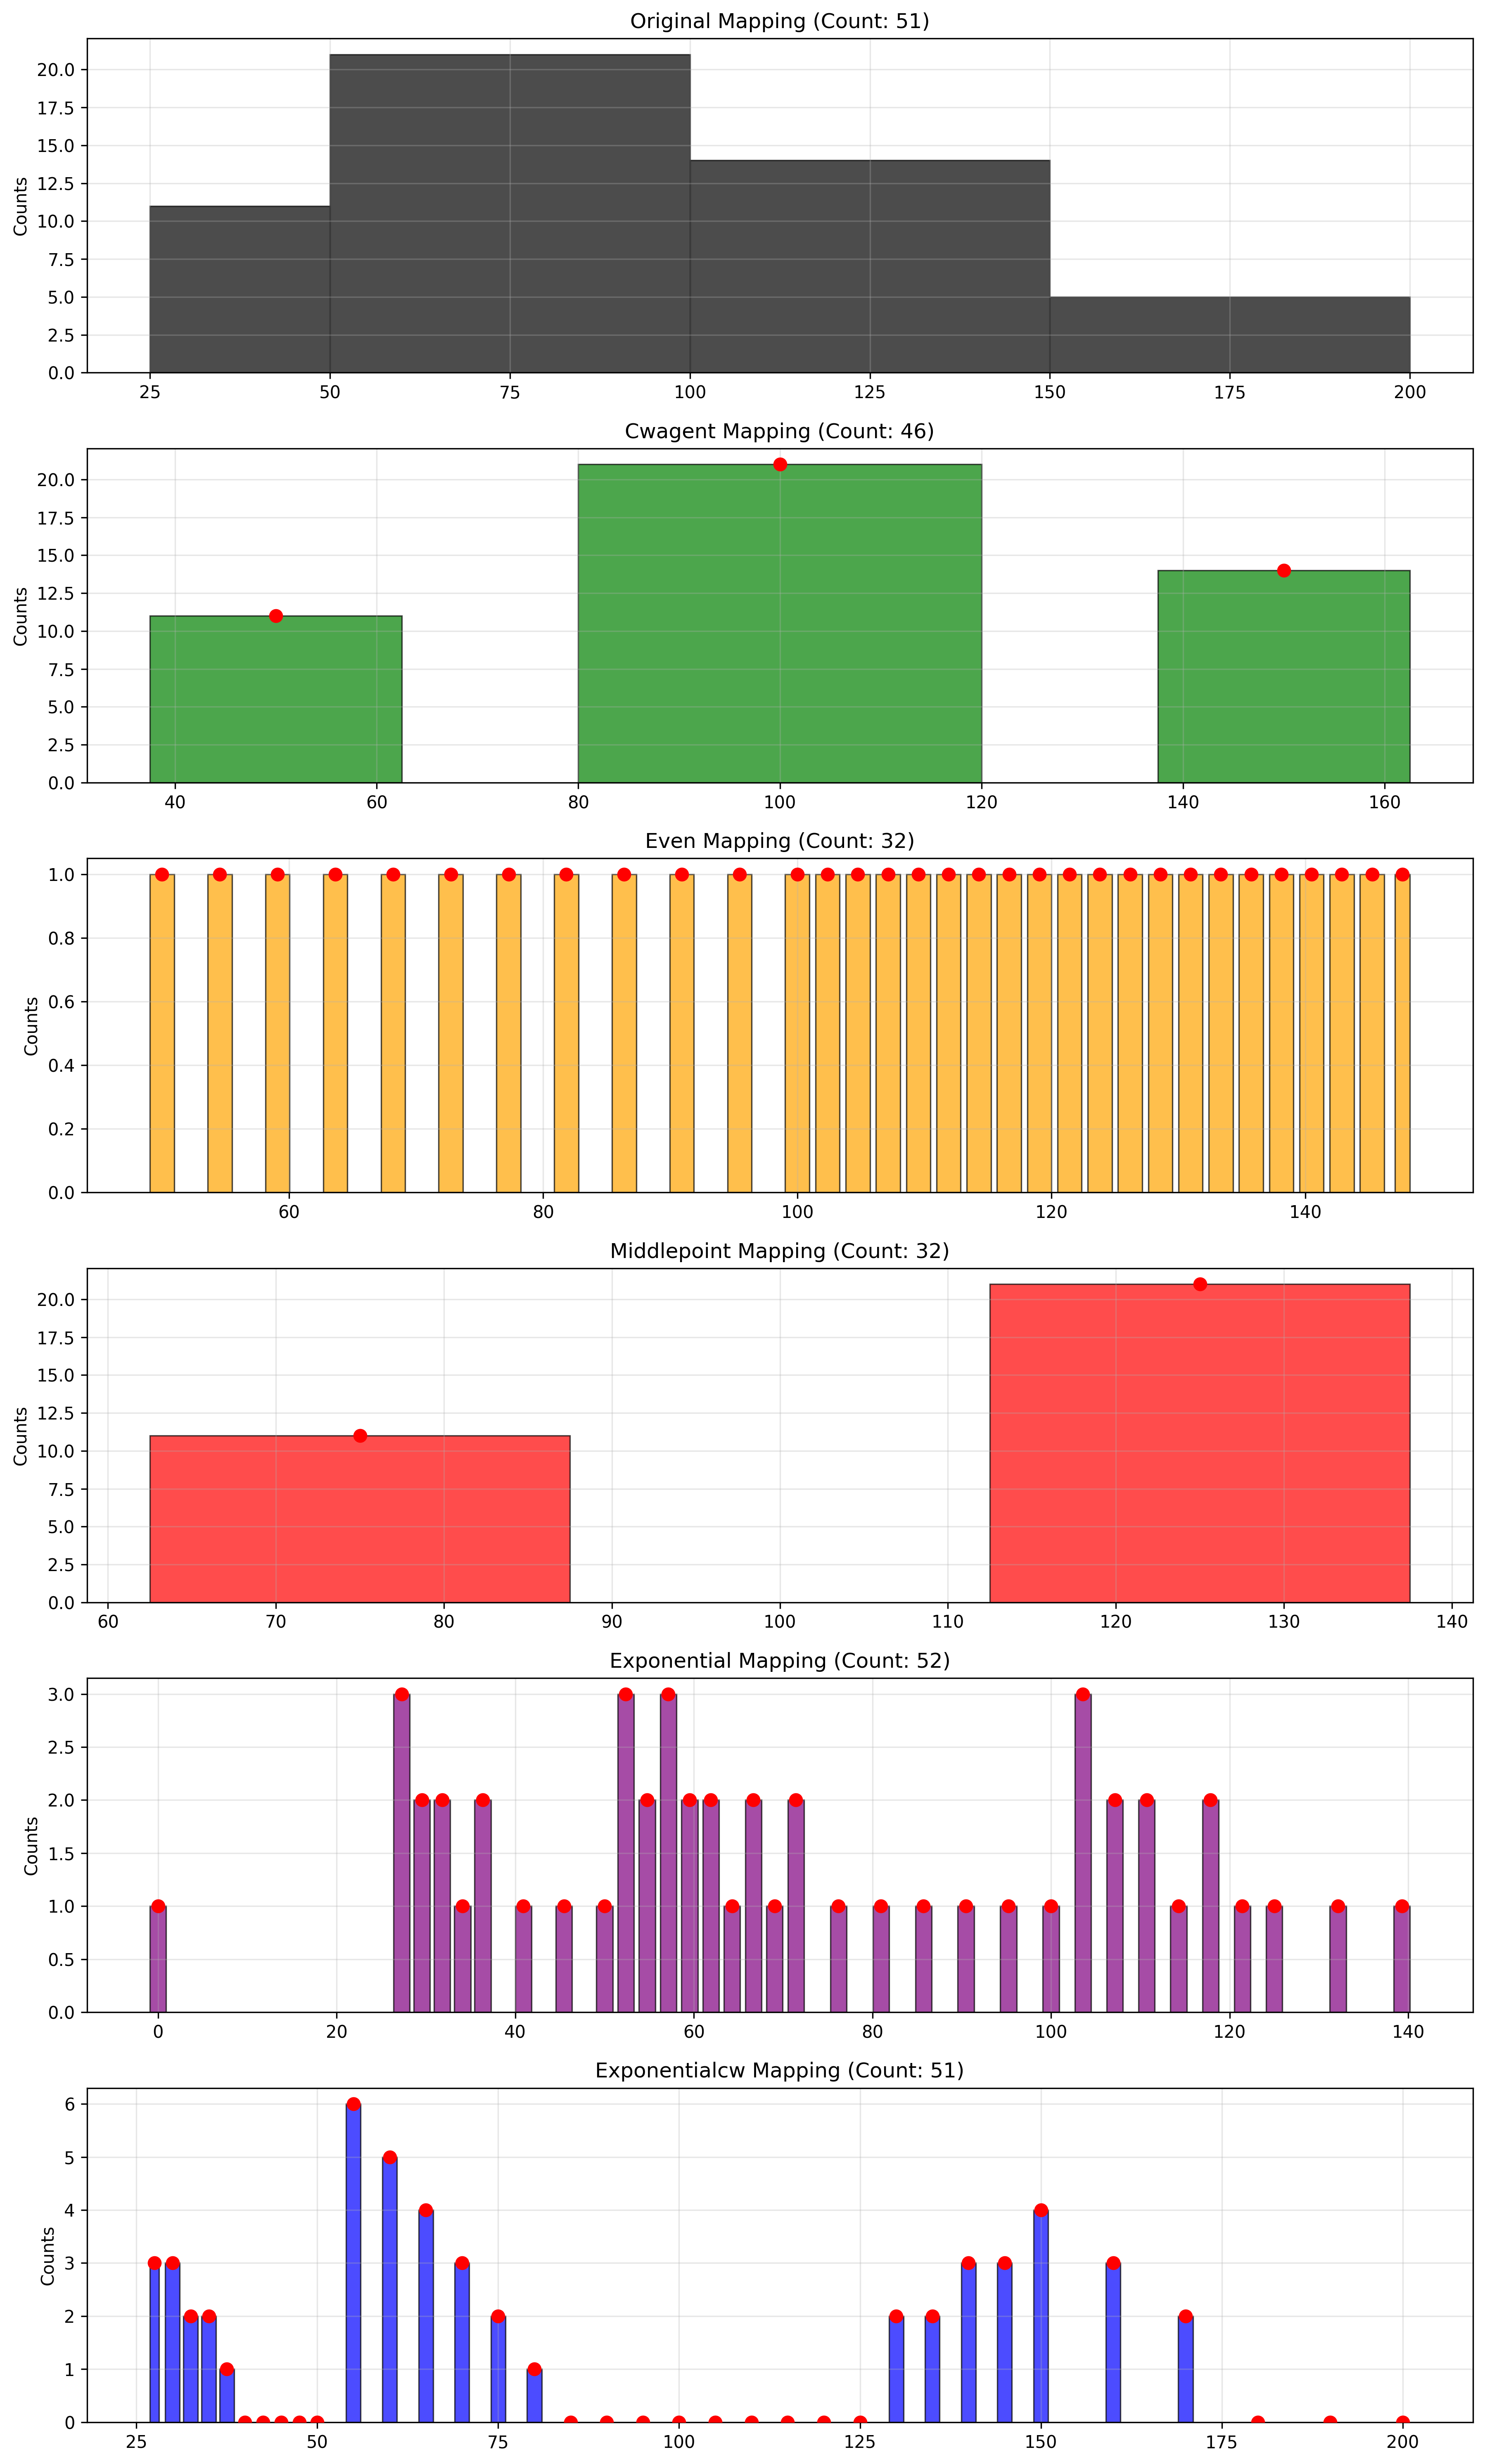 Original Mapping (Count: 51)
Counts
20.0
17.5
15.0
12.5
10.0
7.5
5.0
2.5
0.0
25 50 75 100 125 150 175 200
Cwagent Mapping (Count: 46)
Counts
20.0
17.5
15.0
12.5
10.0
7.5
5.0
2.5
0.0
40 60 80 100 120 140 160
Even Mapping (Count: 32)
Counts
1.0
0.8
0.6
0.4
0.2
0.0
60 80 100 120 140
Middlepoint Mapping (Count: 32)
Counts
20.0
17.5
15.0
12.5
10.0
7.5
5.0
2.5
0.0
60 70 80 90 100 110 120 130 140
Exponential Mapping (Count: 52)
Counts
3.0
2.5
2.0
1.5
1.0
0.5
0.0
0 20 40 60 80 100 120 140
Exponentialcw Mapping (Count: 51)
Counts
6
5
4
3
2
1
0
25 50 75 100 125 150 175 200